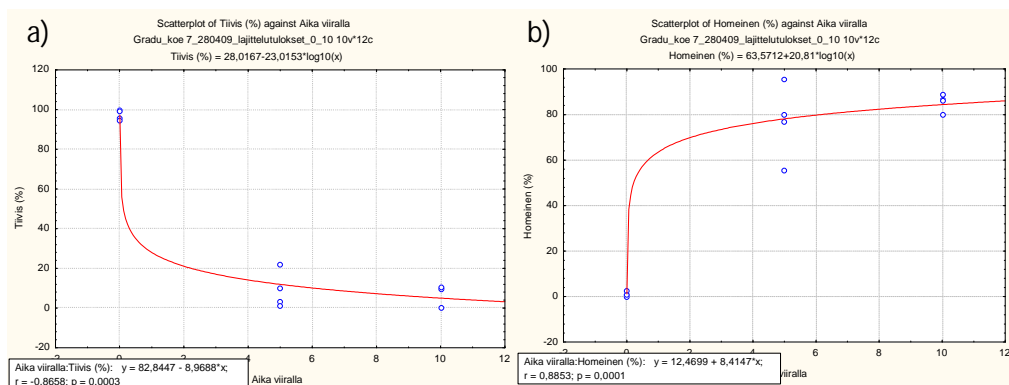 a)
Scatterplot of Tiivis (%) against Aika viiralla
Gradu_koe 7_280409_lajittelutulokset_0_10 10v*12c
Tiivis (%) = 28,0167-23,0153*log10(x)
120
100
80
60
40
20
0
-20
Tiivis (%)
0
2
4
6
8
10
12
Aika viiralla
Aika viiralla:Tiivis (%): y = 82,8447 - 8,9688*x;
r = -0,8658; p = 0,0003
b)
Scatterplot of Homeinen (%) against Aika viiralla
Gradu_koe 7_280409_lajittelutulokset_0_10 10v*12c
Homeinen (%) = 63,5712+20,81*log10(x)
100
80
60
40
20
0
-20
Homeinen (%)
0
2
4
6
8
10
12
Aika viiralla:Homeinen (%): y = 12,4699 + 8,4147*x;
r = 0,8853; p = 0,0001